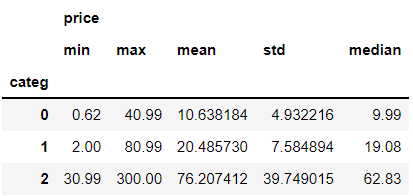 price
min max mean std median
categ
0 0.62 40.99 10.638184 4.932216 9.99
1 2.00 80.99 20.485730 7.584894 19.08
2 30.99 300.00 76.207412 39.749015 62.83